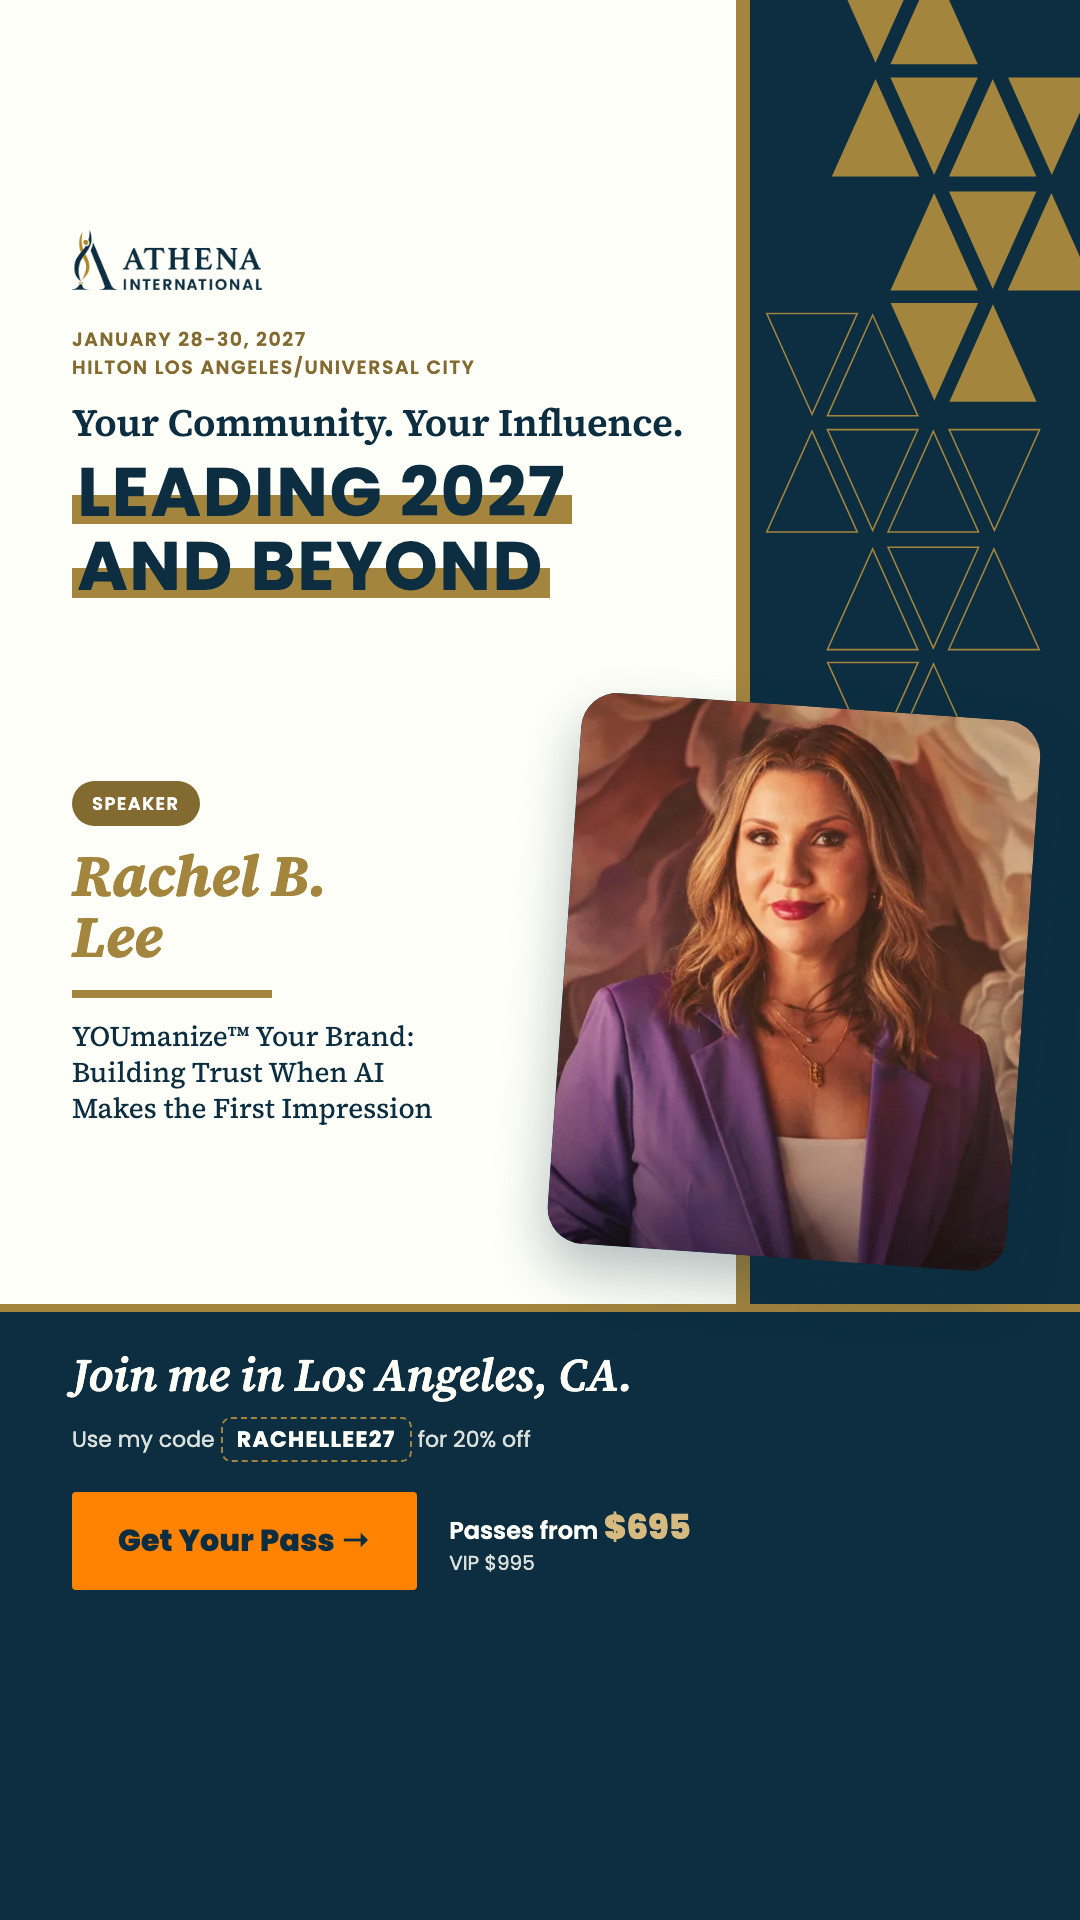 ATHENA
INTERNATIONAL
JANUARY 28-30, 2027
HILTON LOS ANGELES/UNIVERSAL CITY
Your Community. Your Influence.
LEADING 2027
AND BEYOND
SPEAKER
Rachel B.
Lee
YOUmanize™ Your Brand:
Building Trust When AI
Makes the First Impression
Join me in Los Angeles, CA.
Use my code RACHELLEE27 for 20% off
Get Your Pass →
Passes from $695
VIP $995